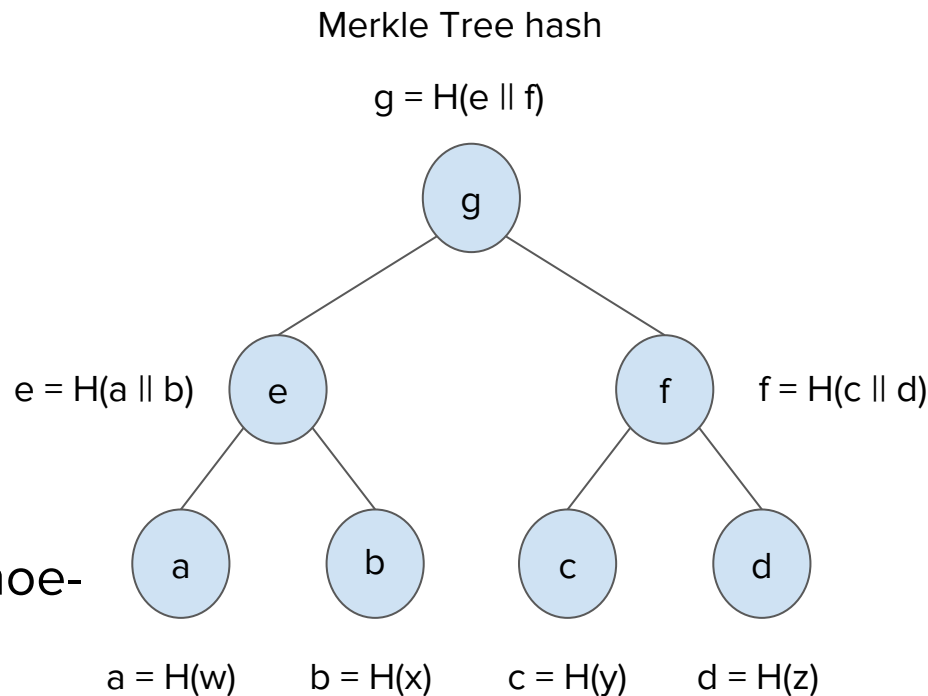 Merkle Tree hash
g = H(e || f)
g
e = H(a || b)
e
f
f = H(c || d)
a
b
c
d
a = H(w)
b = H(x)
c = H(y)
d = H(z)